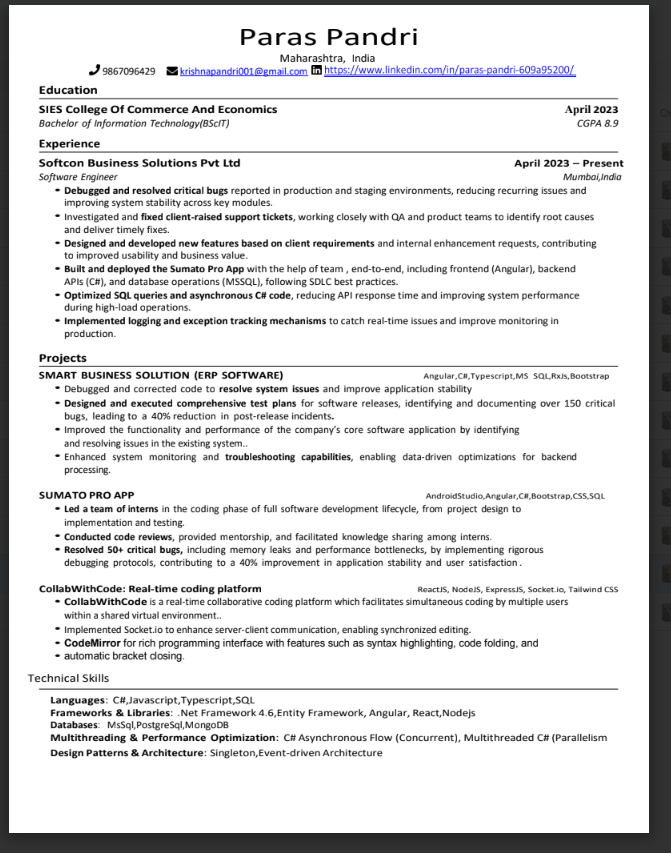 Paras Pandri
Maharashtra, India
9867096429 krishnapandri001@gmail.com https://www.linkedin.com/in/paras-pandri-609a95200/
Education
SIES College Of Commerce And Economics April 2023
Bachelor of Information Technology(BScIT) CGPA 8.9
Experience
Softcon Business Solutions Pvt Ltd April 2023 – Present
Software Engineer Mumbai,India
- Debugged and resolved critical bugs reported in production and staging environments, reducing recurring issues and
improving system stability across key modules.
- Investigated and fixed client-raised support tickets, working closely with QA and product teams to identify root causes
and deliver timely fixes.
- Designed and developed new features based on client requirements and internal enhancement requests, contributing
to improved usability and business value.
- Built and deployed the Sumato Pro App with the help of team , end-to-end, including frontend (Angular), backend
APIs (C#), and database operations (MSSQL), following SDLC best practices.
- Optimized SQL queries and asynchronous C# code, reducing API response time and improving system performance
during high-load operations.
- Implemented logging and exception tracking mechanisms to catch real-time issues and improve monitoring in
production.
Projects
SMART BUSINESS SOLUTION (ERP SOFTWARE) Angular,C#,Typescript,MS SQL,RxJs,Bootstrap
- Debugged and corrected code to resolve system issues and improve application stability
- Designed and executed comprehensive test plans for software releases, identifying and documenting over 150 critical
bugs, leading to a 40% reduction in post-release incidents.
- Improved the functionality and performance of the company's core software application by identifying
and resolving issues in the existing system..
- Enhanced system monitoring and troubleshooting capabilities, enabling data-driven optimizations for backend
processing.
SUMATO PRO APP AndroidStudio,Angular,C#,Bootstrap,CSS,SQL
- Led a team of interns in the coding phase of full software development lifecycle, from project design to
implementation and testing.
- Conducted code reviews, provided mentorship, and facilitated knowledge sharing among interns.
- Resolved 50+ critical bugs, including memory leaks and performance bottlenecks, by implementing rigorous
debugging protocols, contributing to a 40% improvement in application stability and user satisfaction.
CollabWithCode: Real-time coding platform ReactJS, NodeJS, ExpressJS, Socket.io, Tailwind CSS
- CollabWithCode is a real-time collaborative coding platform which facilitates simultaneous coding by multiple users
within a shared virtual environment..
- Implemented Socket.io to enhance server-client communication, enabling synchronized editing.
- CodeMirror for rich programming interface with features such as syntax highlighting, code folding, and
- automatic bracket closing.
Technical Skills
Languages: C#,Javascript,Typescript,SQL
Frameworks & Libraries: .Net Framework 4.6,Entity Framework, Angular, React,Nodejs
Databases: MsSql,PostgreSql,MongoDB
Multithreading & Performance Optimization: C# Asynchronous Flow (Concurrent), Multithreaded C# (Parallelism
Design Patterns & Architecture: Singleton,Event-driven Architecture